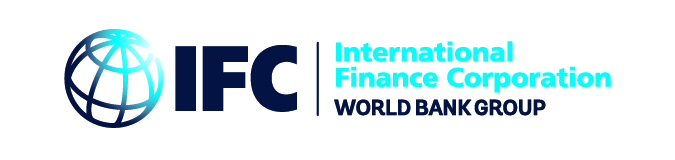 IFC
International
Finance Corporation
WORLD BANK GROUP